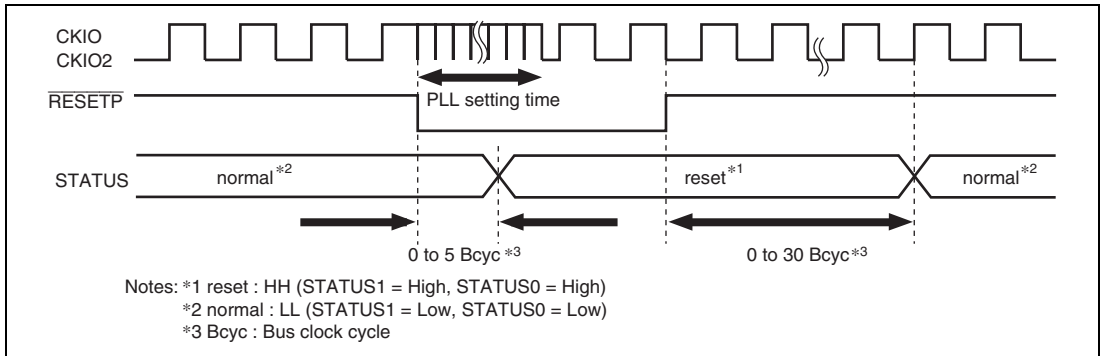 CKIO
CKIO2
RESETP
PLL setting time
STATUS
normal*2
reset*1
normal*2
0 to 5 Bcyc*3
0 to 30 Bcyc*3
Notes: *1 reset : HH (STATUS1 = High, STATUS0 = High)
*2 normal : LL (STATUS1 = Low, STATUS0 = Low)
*3 Bcyc : Bus clock cycle